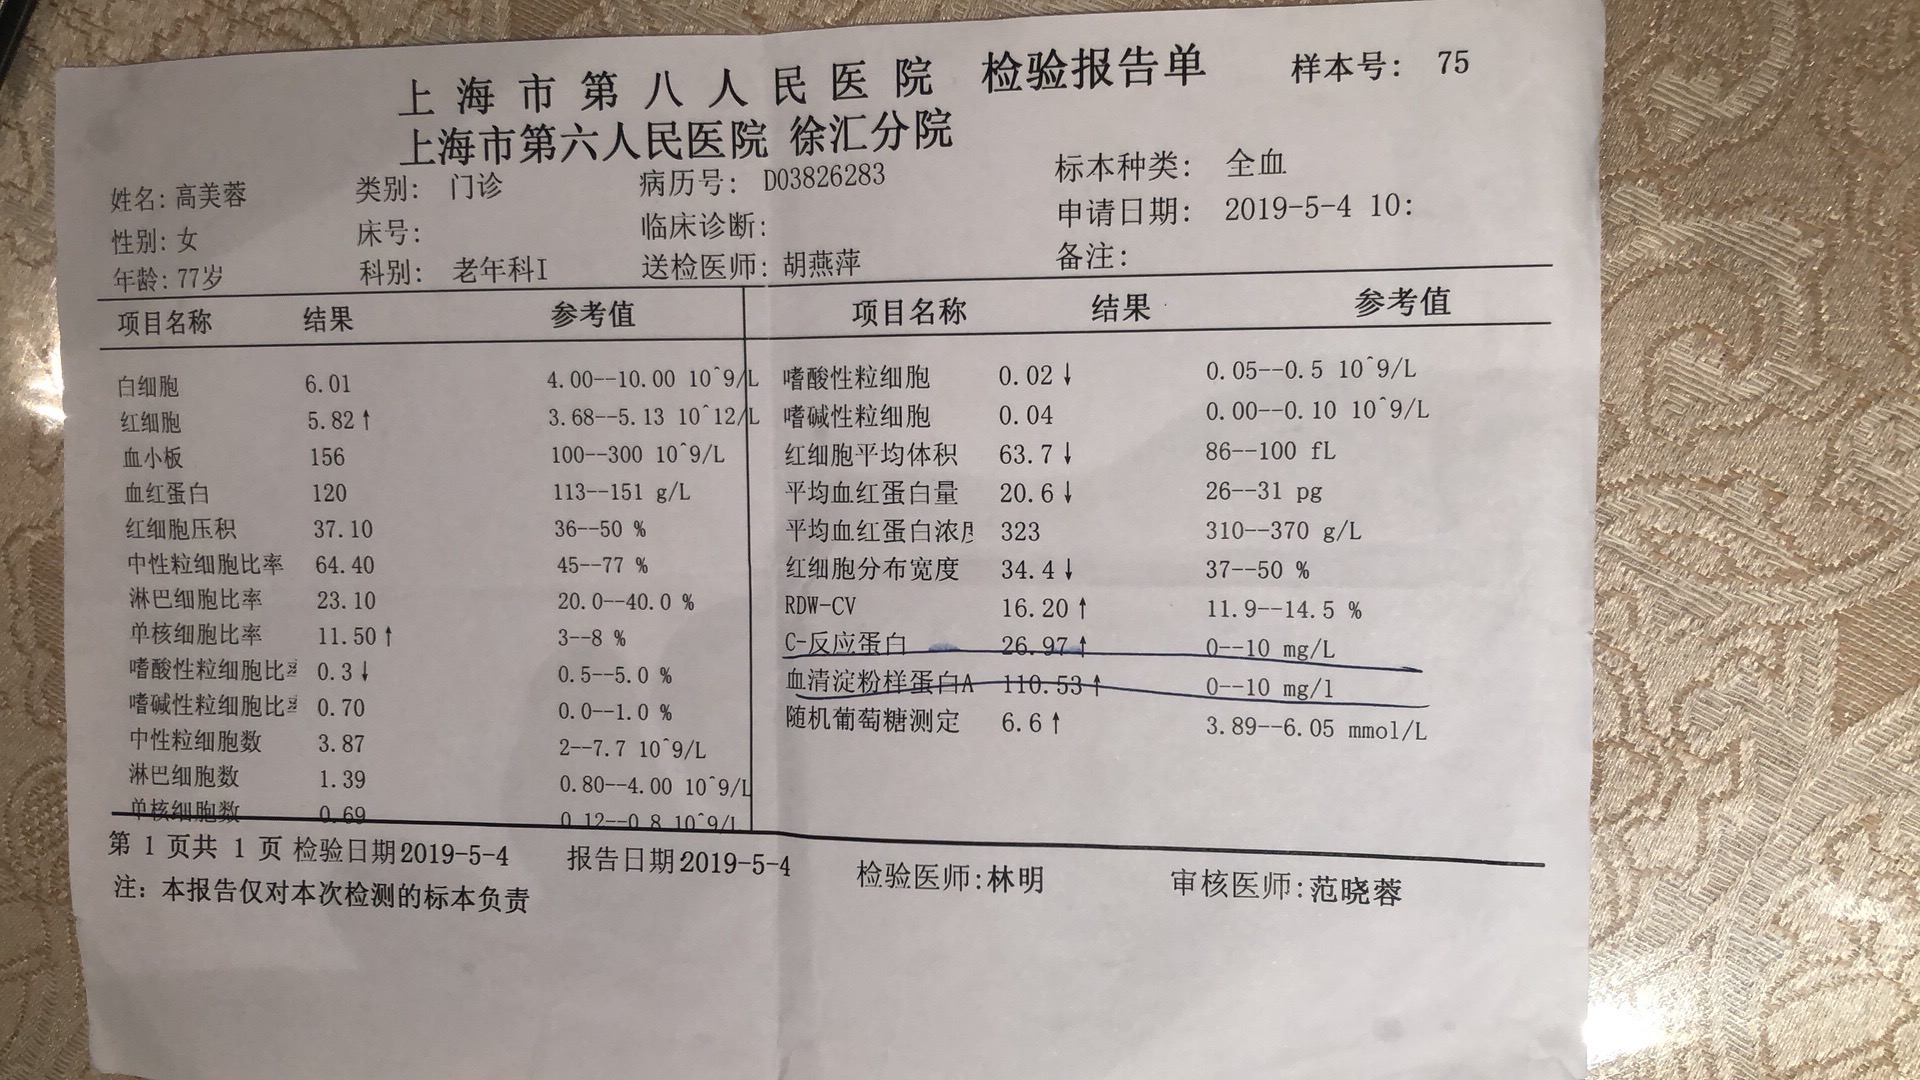 上海市第八人民医院 检验报告单 样本号: 75
上海市第六人民医院 徐汇分院
姓名: 高美蓉 类别: 门诊 病历号: D03826283 标本种类: 全血
性别: 女 床号: 临床诊断: 申请日期: 2019-5-4 10:
年龄: 77岁 科别: 老年科I 送检医师: 胡燕萍 备注:
项目名称 结果 参考值 项目名称 结果 参考值
白细胞 6.01 4.00--10.00 10^9/L
红细胞 5.82↑ 3.68--5.13 10^12/L
血小板 156 100--300 10^9/L
血红蛋白 120 113--151 g/L
红细胞压积 37.10 36--50 %
中性粒细胞比率 64.40 45--77 %
淋巴细胞比率 23.10 20.0--40.0 %
单核细胞比率 11.50↑ 3--8 %
嗜酸性粒细胞比率 0.3↓ 0.5--5.0 %
嗜碱性粒细胞比率 0.70 0.0--1.0 %
中性粒细胞数 3.87 2--7.7 10^9/L
淋巴细胞数 1.39 0.80--4.00 10^9/L
单核细胞数 0.69 0.12--0.8 10^9/L
嗜酸性粒细胞 0.02↓ 0.05--0.5 10^9/L
嗜碱性粒细胞 0.04 0.00--0.10 10^9/L
红细胞平均体积 63.7↓ 86--100 fL
平均血红蛋白量 20.6↓ 26--31 pg
平均血红蛋白浓度 323 310--370 g/L
红细胞分布宽度 34.4↓ 37--50 %
RDW-CV 16.20↑ 11.9--14.5 %
C-反应蛋白 26.97↑ 0--10 mg/L
血清淀粉样蛋白A 110.53↑ 0--10 mg/l
随机葡萄糖测定 6.6↑ 3.89--6.05 mmol/L
第 1 页共 1 页 检验日期2019-5-4 报告日期2019-5-4 检验医师:林明 审核医师:范晓蓉
注: 本报告仅对本次检测的标本负责